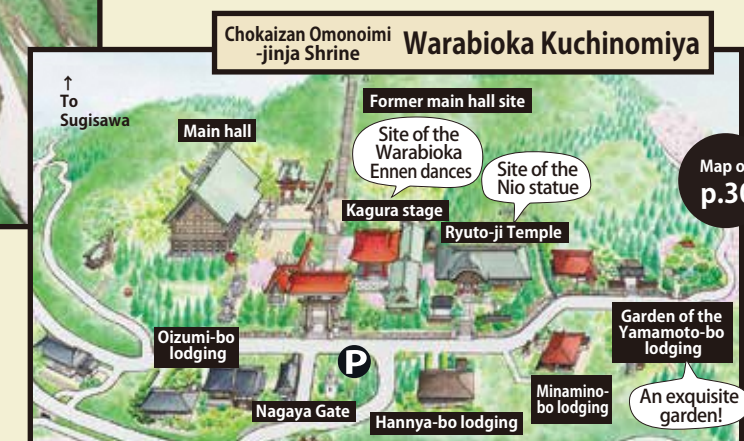 Chokaizan Omonoimi
-jinja Shrine
Warabioka Kuchinomiya
↑
To
Sugisawa
Former main hall site
Main hall
Site of the
Warabioka
Ennen dances
Site of the
Nio statue
Map o
Kagura stage
Ryuto-ji Temple
Oizumi-bo
lodging
P
Garden of the
Yamamoto-bo
lodging
Nagaya Gate
Hannya-bo lodging
Minamino-
bo lodging
An exquisite
garden!